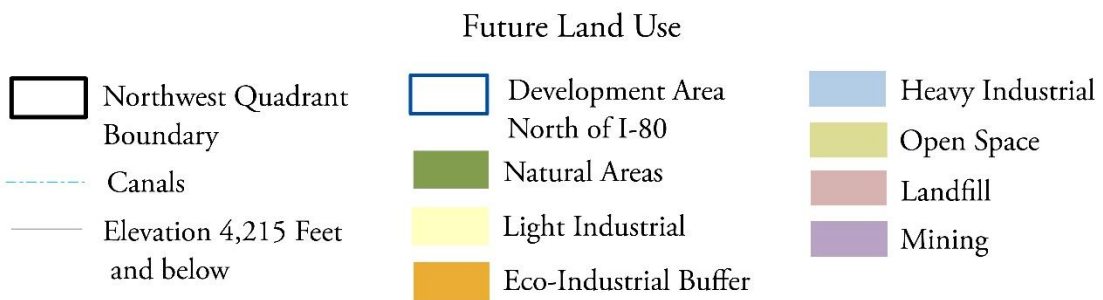 Future Land Use
Northwest Quadrant
Boundary
Canals
Elevation 4,215 Feet
and below
Development Area
North of I-80
Natural Areas
Light Industrial
Eco-Industrial Buffer
Heavy Industrial
Open Space
Landfill
Mining